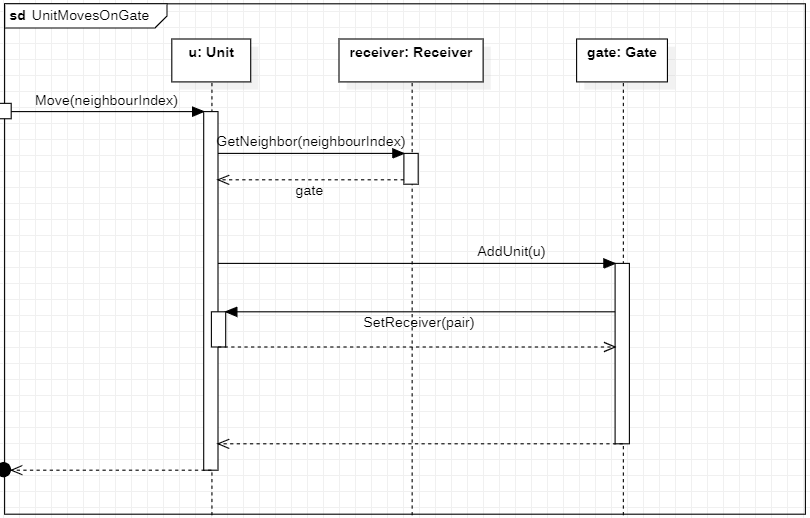 sd UnitMovesOnGate
u: Unit
receiver: Receiver
gate: Gate
Move(neighbourIndex)
GetNeighbor(neighbourIndex)
gate
AddUnit(u)
SetReceiver(pair)